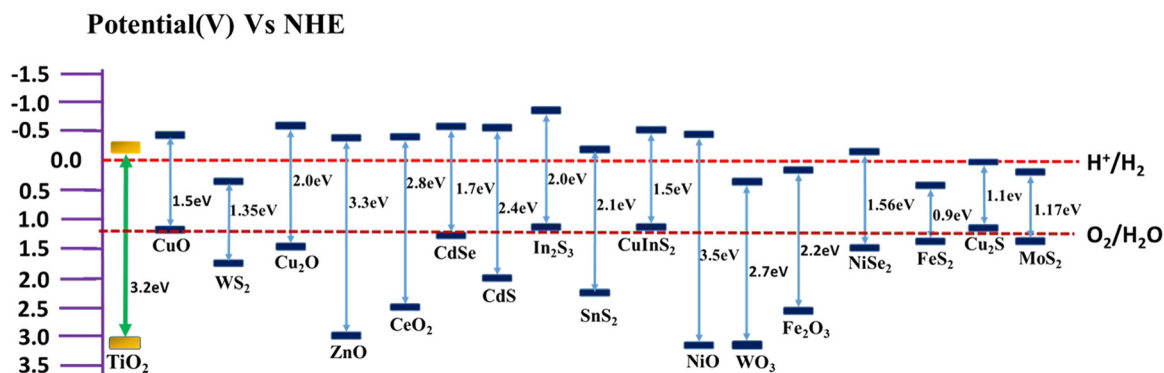 Potential(V) Vs NHE
-1.5
-1.0
-0.5
0.0
0.5
1.0
1.5
2.0
2.5
3.0
3.5
H⁺/H₂
O₂/H₂O
3.2eV
TiO₂
1.5eV
CuO
1.35eV
WS₂
2.0eV
Cu₂O
3.3eV
ZnO
2.8eV
CeO₂
1.7eV
CdSe
2.4eV
CdS
2.0eV
In₂S₃
2.1eV
SnS₂
1.5eV
CuInS₂
3.5eV
NiO
2.7eV
WO₃
2.2eV
Fe₂O₃
1.56eV
NiSe₂
0.9eV
FeS₂
1.1ev
Cu₂S
1.17eV
MoS₂